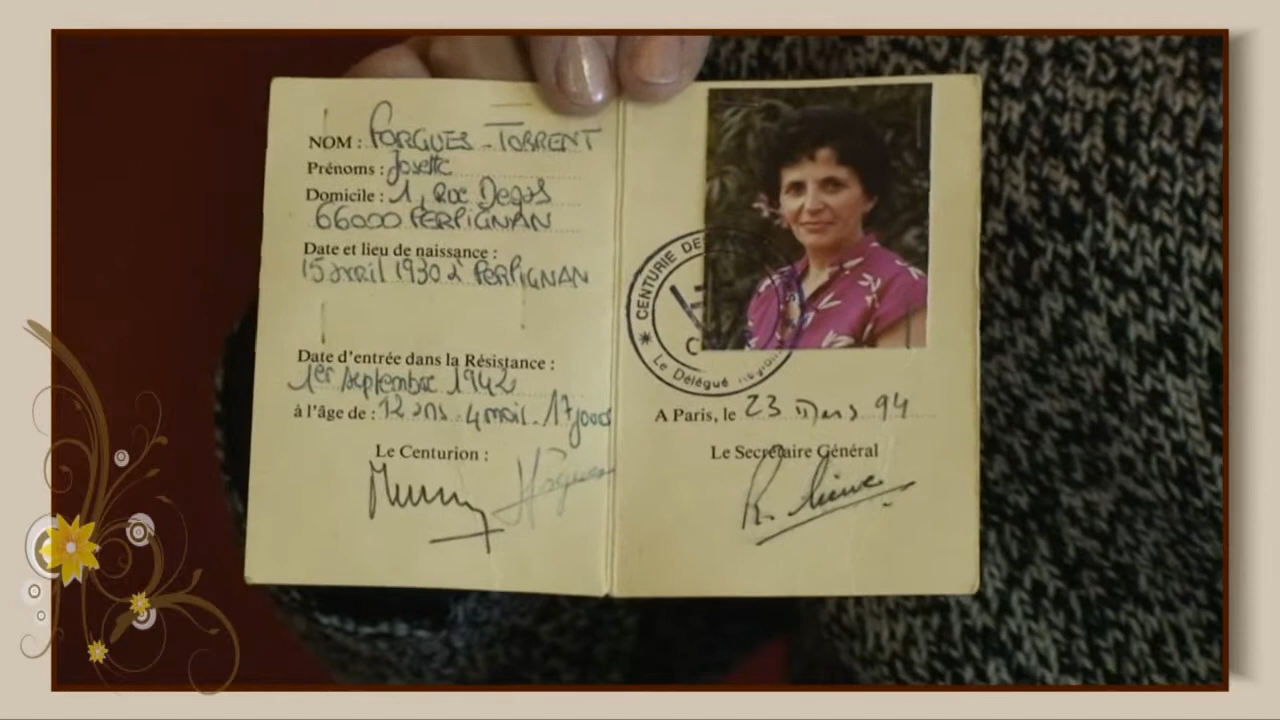 NOM : FORGUES - TORRENT
Prénoms : Josette
Domicile : 1, Rue Degas
66000 PERPIGNAN
Date et lieu de naissance :
15 avril 1930 à PERPIGNAN
Date d'entrée dans la Résistance :
1er septembre 1942
à l'âge de : 12 ans - 4 mois - 17 jours
Le Centurion :
CENTURIE DE
Le Délégué
A Paris, le 23 Mars 94
Le Secrétaire Général